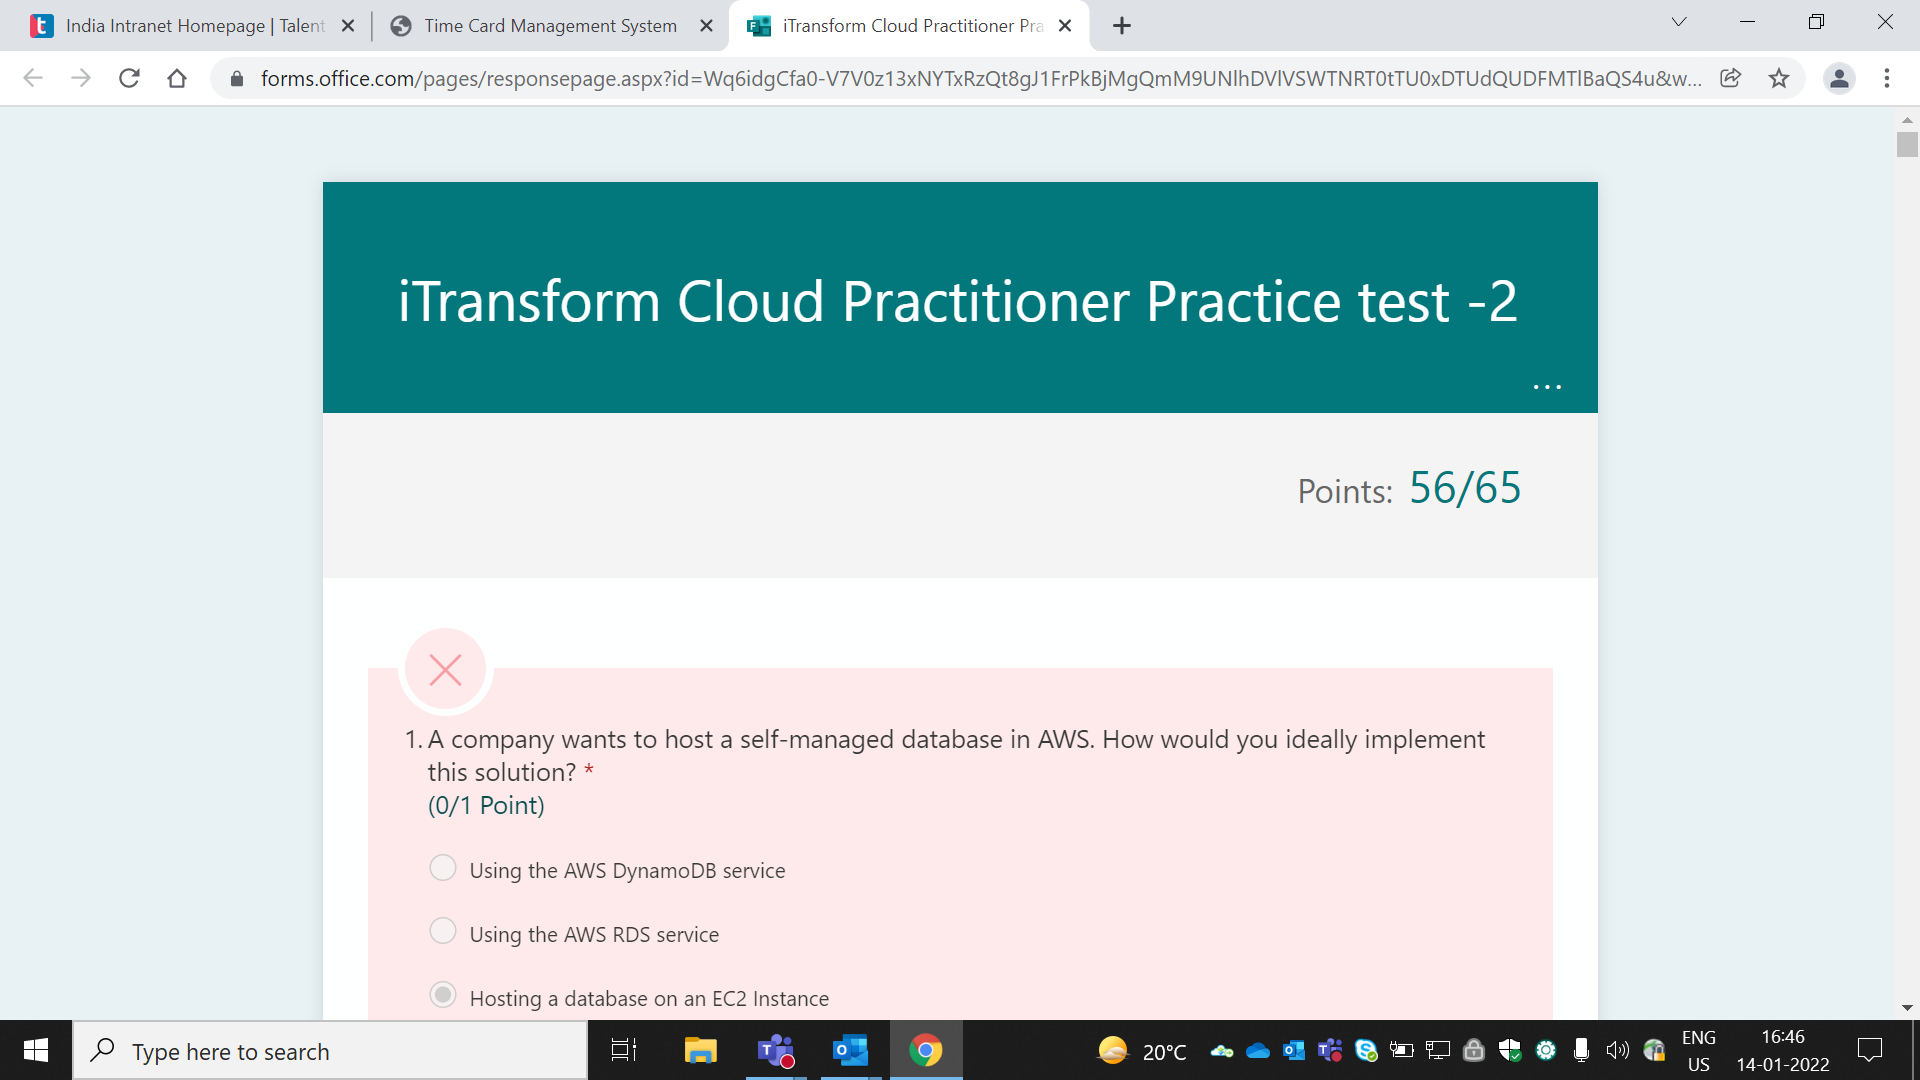 India Intranet Homepage | Talent
Time Card Management System
iTransform Cloud Practitioner Pra
forms.office.com/pages/responsepage.aspx?id=Wq6idgCfa0-V7V0z13xNYTxRzQt8gJ1FrPkBjMgQmM9UNlhDVlVSWTNRT0tTU0xDTUdQUDFMTlBaQS4u&w...
iTransform Cloud Practitioner Practice test -2
...
Points: 56/65
1. A company wants to host a self-managed database in AWS. How would you ideally implement
this solution? *
(0/1 Point)
Using the AWS DynamoDB service
Using the AWS RDS service
Hosting a database on an EC2 Instance
Type here to search
20°C
ENG
US
16:46
14-01-2022